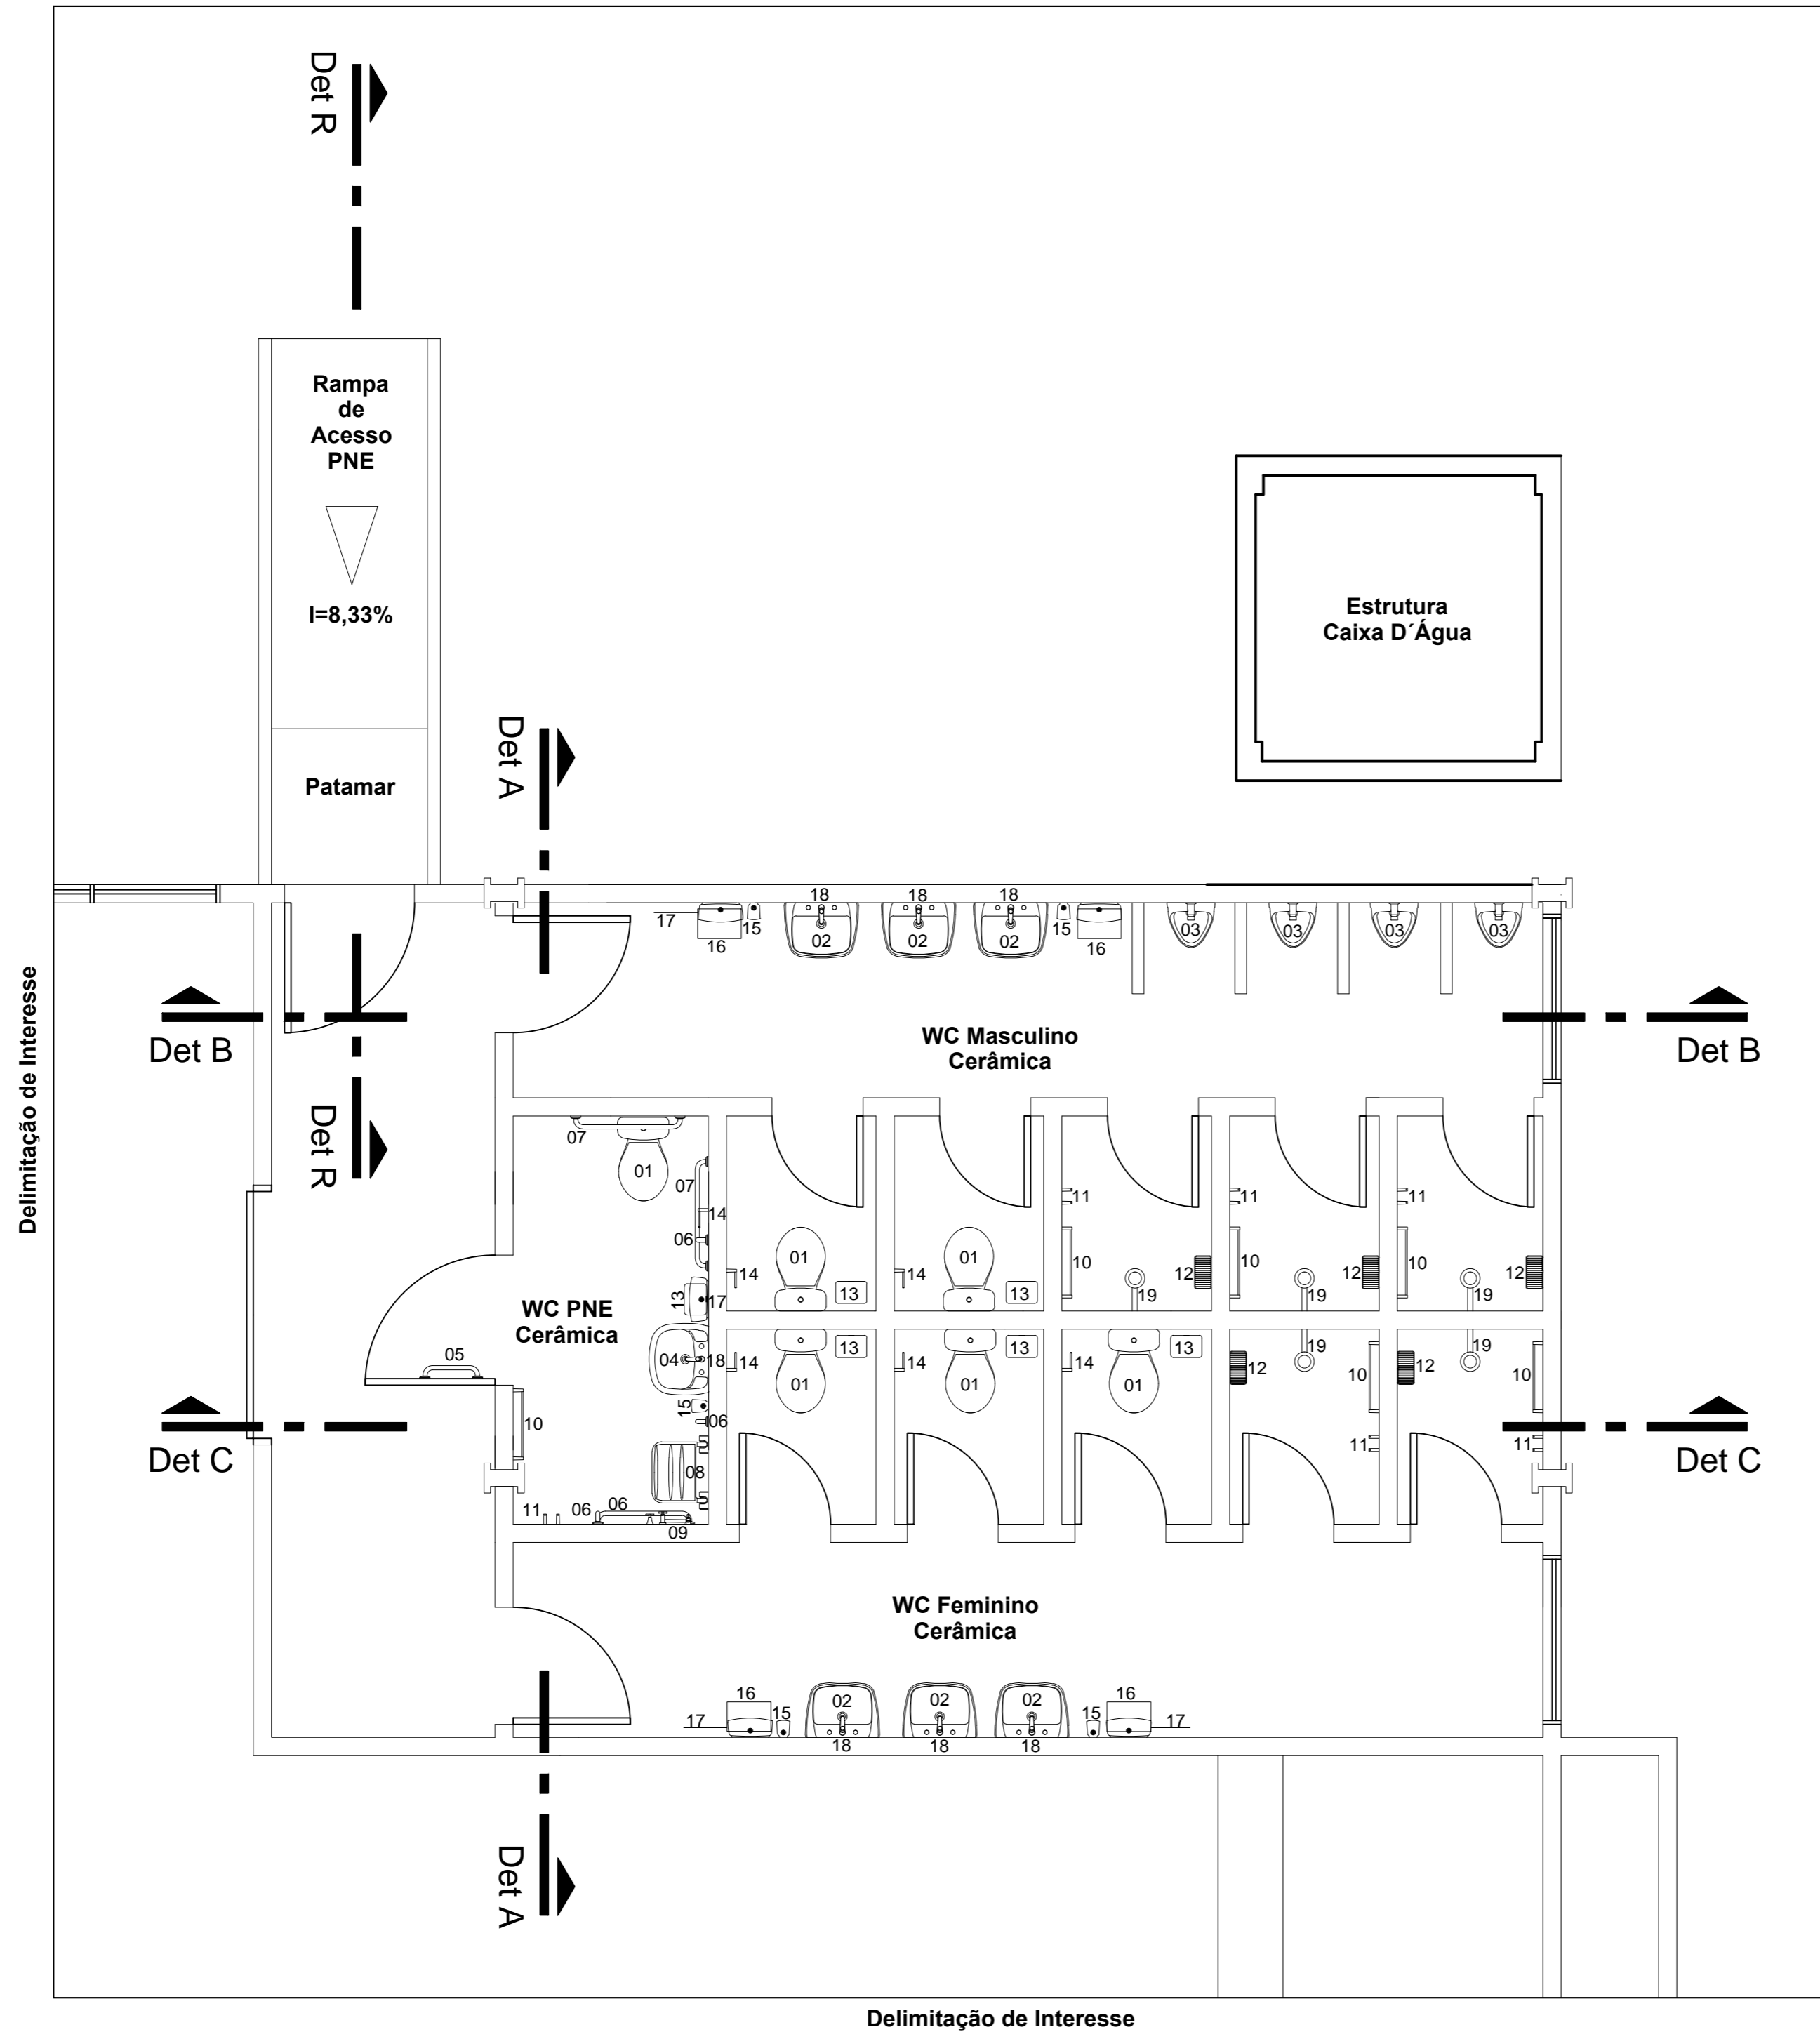 Det R
Rampa
de
Acesso
PNE
I=8,33%
Patamar
Det A
Estrutura
Caixa D´Água
18 18 18
17 16 15 02 02 02 15 16 03 03 03 03
Delimitação de Interesse
Det B
WC Masculino
Cerâmica
Det B
Det R
07
01
07
14
06
13
17
WC PNE
Cerâmica
04
18
15
06
08
05
10
11
06
06
09
14 01 13
14 01 13
11 10 12 19
11 10 12 19
11 10 12 19
14 01 13
14 01 13
14 01 13
12 19 10 11
12 19 10 11
Det C
Det C
WC Feminino
Cerâmica
17 16 15 02 02 02 15 16 17
18 18 18
Det A
Delimitação de Interesse